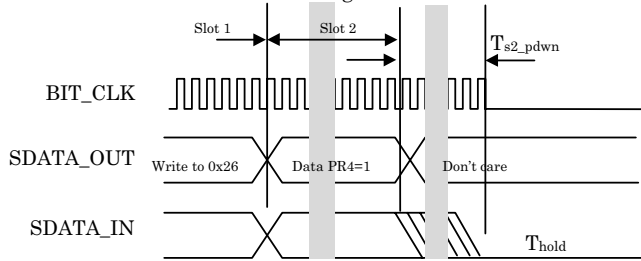 Slot 1
Slot 2
Ts2_pdwn
BIT_CLK
SDATA_OUT
Write to 0x26
Data PR4=1
Don't care
SDATA_IN
Thold